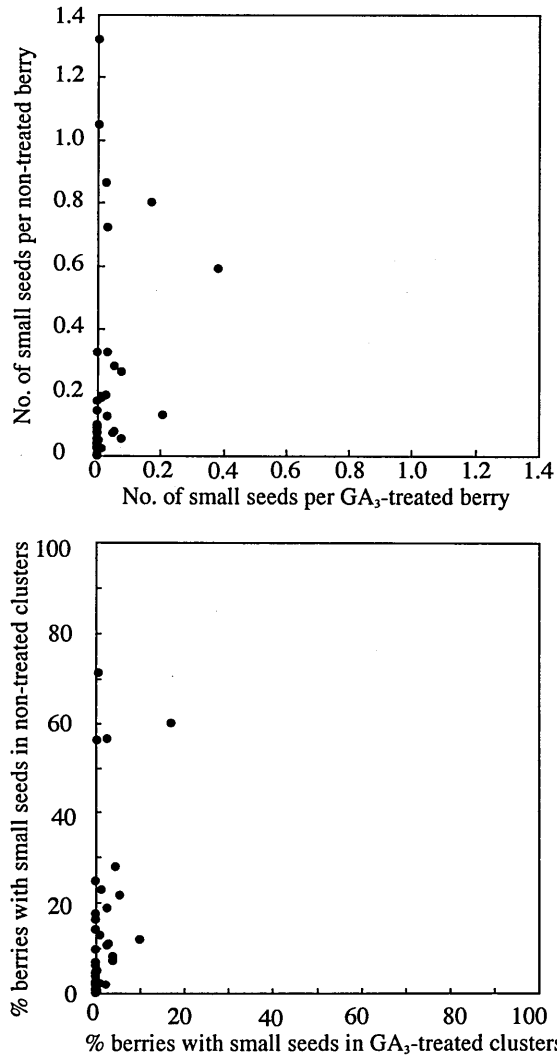 1.4
1.2
1.0
0.8
0.6
0.4
0.2
0
No. of small seeds per non-treated berry
0 0.2 0.4 0.6 0.8 1.0 1.2 1.4
No. of small seeds per GA₃-treated berry
100
80
60
40
20
0
% berries with small seeds in non-treated clusters
0 20 40 60 80 100
% berries with small seeds in GA₃-treated clusters